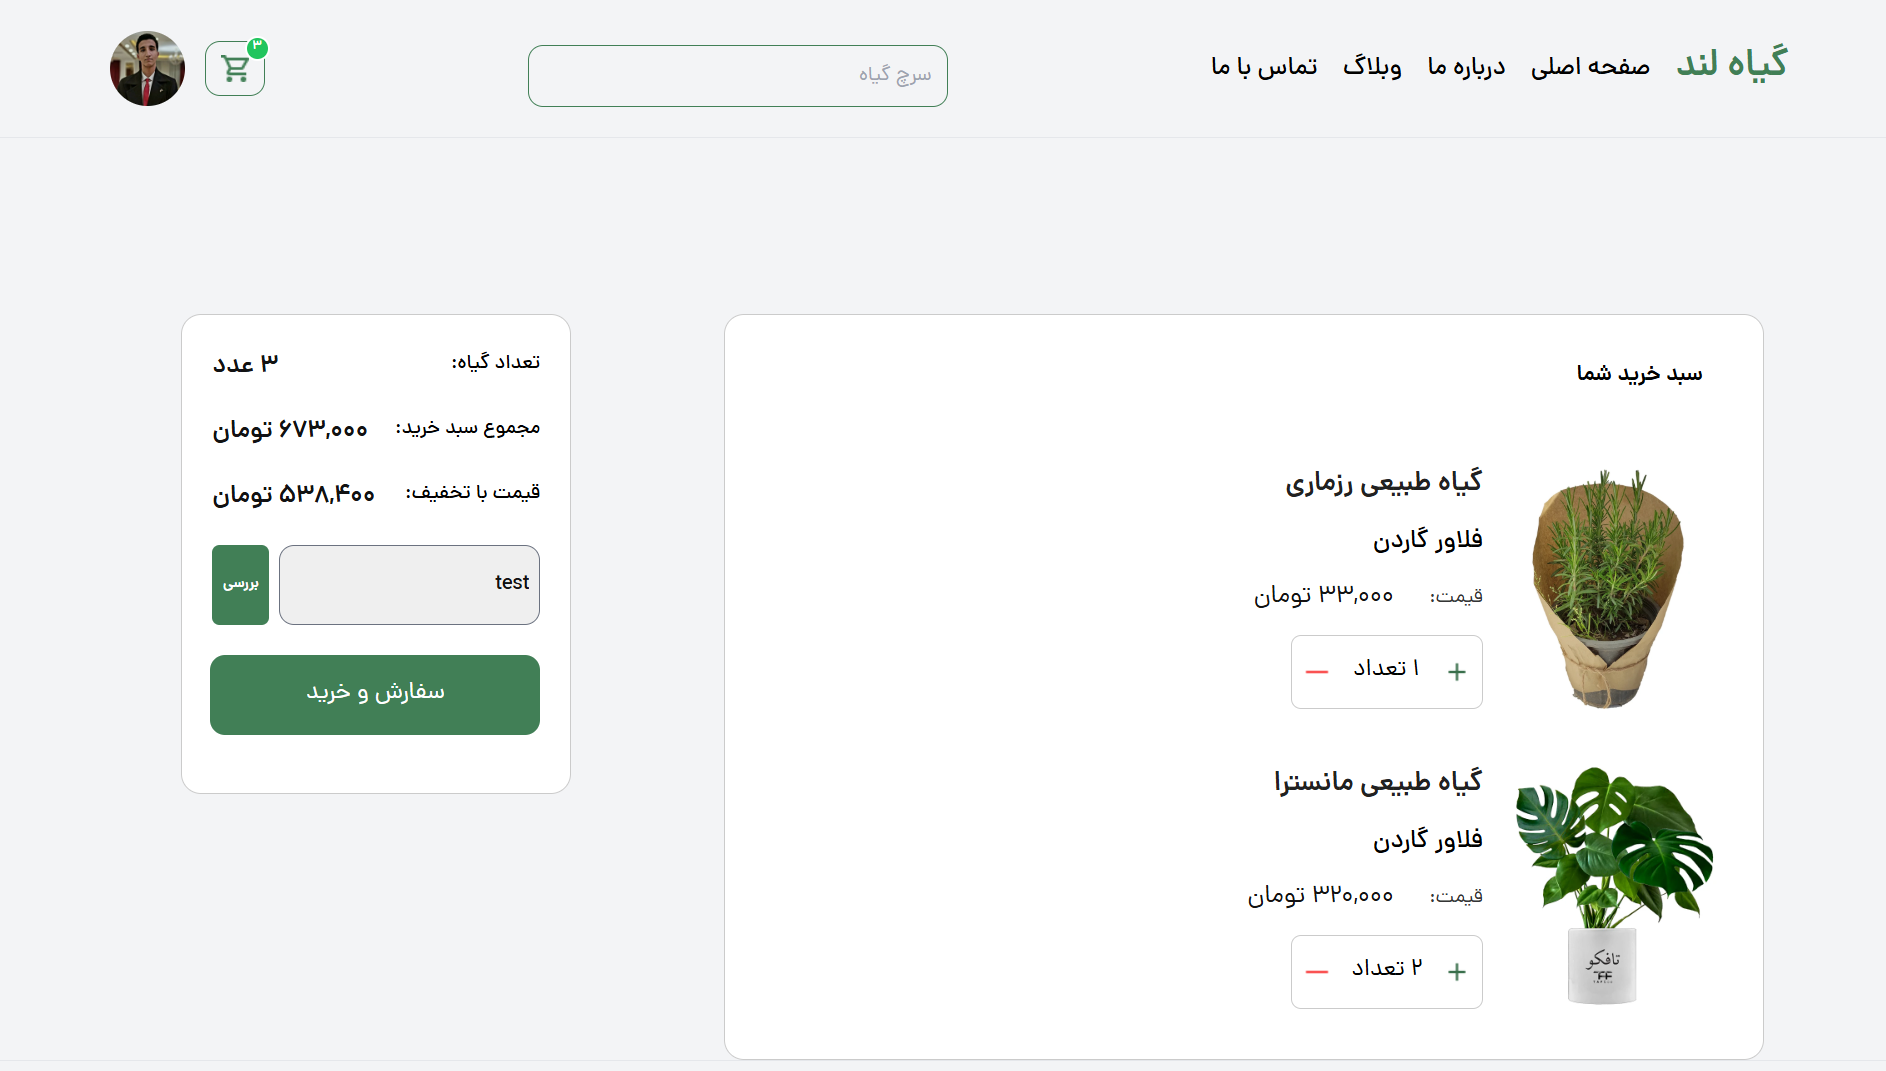 گیاه لند
صفحه اصلی
درباره ما
وبلاگ
تماس با ما
سرچ گیاه
۳
سبد خرید شما
گیاه طبیعی رزماری
فلاور گاردن
قیمت: ۳۳,۰۰۰ تومان
۱ تعداد
گیاه طبیعی مانسترا
فلاور گاردن
قیمت: ۳۲۰,۰۰۰ تومان
۲ تعداد
تافکو
تعداد گیاه: ۳ عدد
مجموع سبد خرید: ۶۷۳,۰۰۰ تومان
قیمت با تخفیف: ۵۳۸,۴۰۰ تومان
test
بررسی
سفارش و خرید